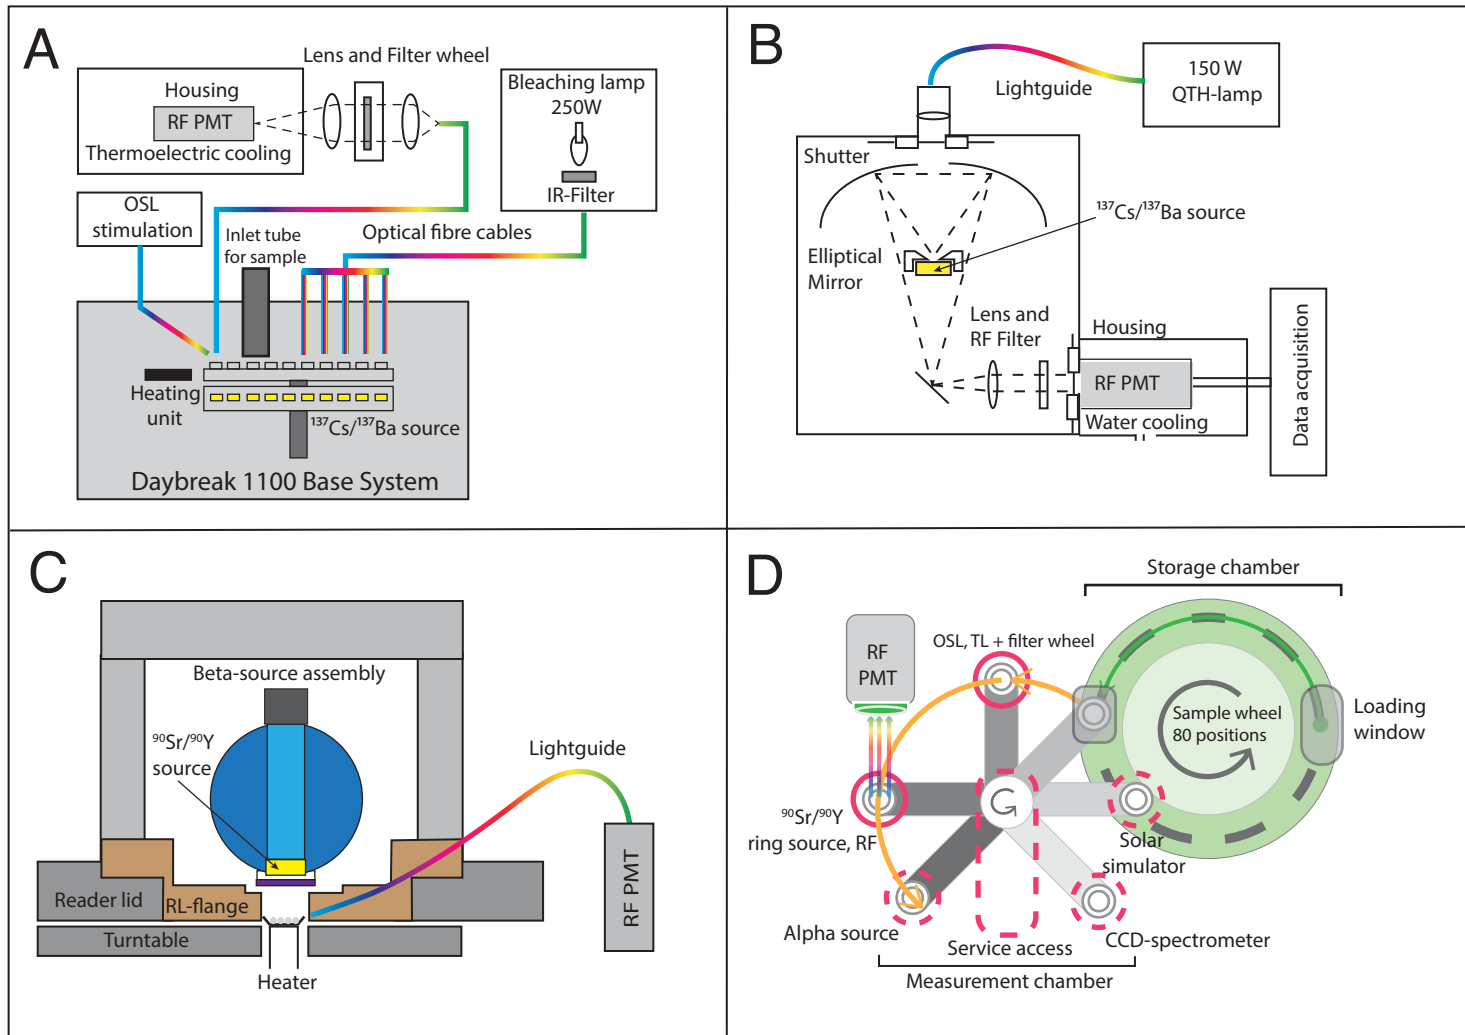 A
Lens and Filter wheel
Housing
RF PMT
Thermoelectric cooling
Bleaching lamp
250W
IR-Filter
OSL
stimulation
Inlet tube
for sample
Optical fibre cables
Heating
unit
¹³⁷Cs/¹³⁷Ba source
Daybreak 1100 Base System
B
150 W
QTH-lamp
Lightguide
Shutter
¹³⁷Cs/¹³⁷Ba source
Elliptical
Mirror
Lens and
RF Filter
Housing
RF PMT
Water cooling
Data acquisition
C
Beta-source assembly
⁹⁰Sr/⁹⁰Y
source
Lightguide
RF PMT
Reader lid
RL-flange
Turntable
Heater
D
Storage chamber
RF
PMT
OSL, TL + filter wheel
Sample wheel
80 positions
Loading
window
⁹⁰Sr/⁹⁰Y
ring source, RF
Solar
simulator
Alpha source
Service access
CCD-spectrometer
Measurement chamber